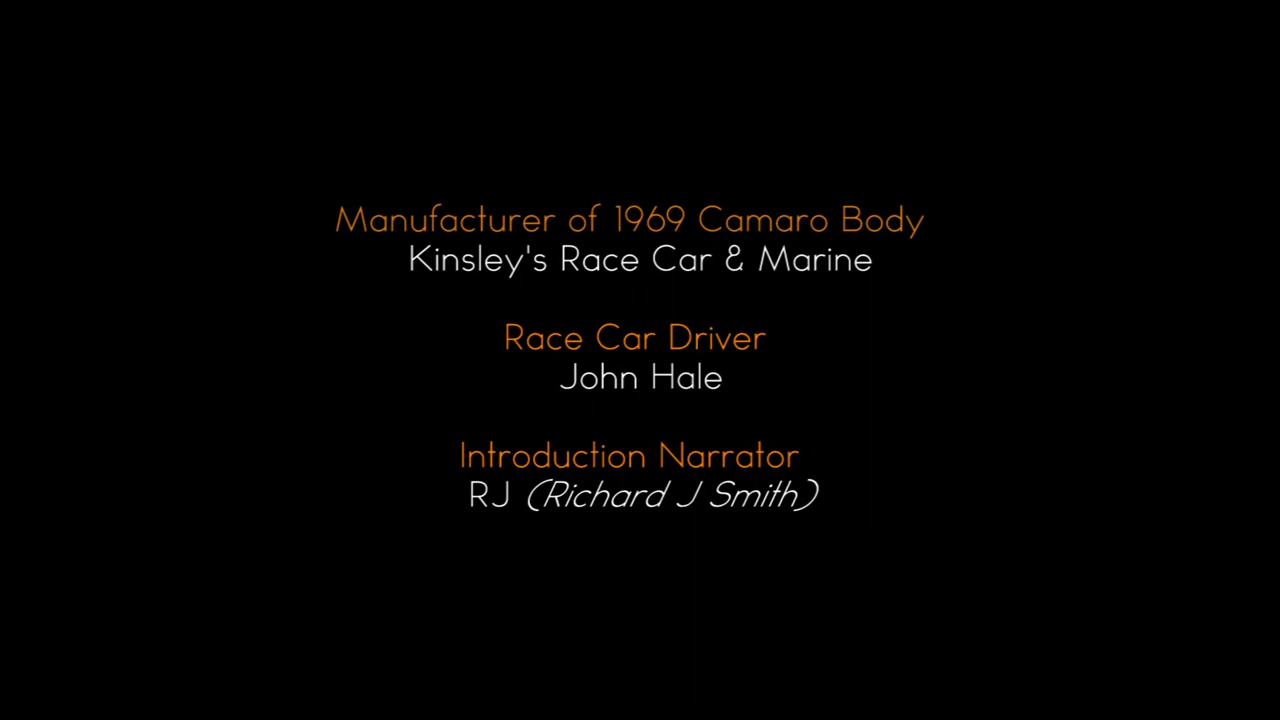 Manufacturer of 1969 Camaro Body
Kinsley's Race Car & Marine
Race Car Driver
John Hale
Introduction Narrator
RJ (Richard J Smith)